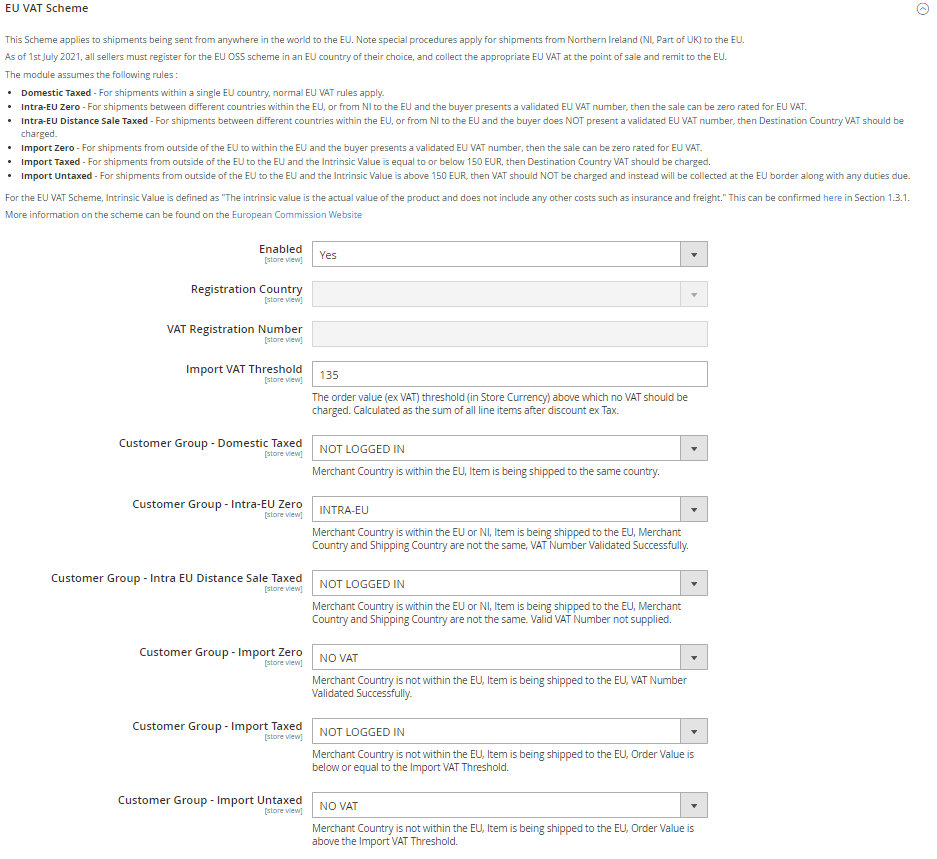 EU VAT Scheme
This Scheme applies to shipments being sent from anywhere in the world to the EU. Note special procedures apply for shipments from Northern Ireland (NI, Part of UK) to the EU.
As of 1st July 2021, all sellers must register for the EU OSS scheme in an EU country of their choice, and collect the appropriate EU VAT at the point of sale and remit to the EU.
The module assumes the following rules :
• Domestic Taxed - For shipments within a single EU country, normal EU VAT rules apply.
• Intra-EU Zero - For shipments between different countries within the EU, or from NI to the EU and the buyer presents a validated EU VAT number, then the sale can be zero rated for EU VAT.
• Intra-EU Distance Sale Taxed - For shipments between different countries within the EU, or from NI to the EU and the buyer does NOT present a validated EU VAT number, then Destination Country VAT should be
charged.
• Import Zero - For shipments from outside of the EU to within the EU and the buyer presents a validated EU VAT number, then the sale can be zero rated for EU VAT.
• Import Taxed - For shipments from outside of the EU to the EU and the Intrinsic Value is equal to or below 150 EUR, then Destination Country VAT should be charged.
• Import Untaxed - For shipments from outside of the EU to the EU and the Intrinsic Value is above 150 EUR, then VAT should NOT be charged and instead will be collected at the EU border along with any duties due.
For the EU VAT Scheme, Intrinsic Value is defined as "The intrinsic value is the actual value of the product and does not include any other costs such as insurance and freight." This can be confirmed here in Section 1.3.1.
More information on the scheme can be found on the European Commission Website
Enabled
[store view]
Yes
Registration Country
[store view]
VAT Registration Number
[store view]
Import VAT Threshold
[store view]
135
The order value (ex VAT) threshold (in Store Currency) above which no VAT should be
charged. Calculated as the sum of all line items after discount ex Tax.
Customer Group - Domestic Taxed
[store view]
NOT LOGGED IN
Merchant Country is within the EU, Item is being shipped to the same country.
Customer Group - Intra-EU Zero
[store view]
INTRA-EU
Merchant Country is within the EU or NI, Item is being shipped to the EU, Merchant
Country and Shipping Country are not the same, VAT Number Validated Successfully.
Customer Group - Intra EU Distance Sale Taxed
[store view]
NOT LOGGED IN
Merchant Country is within the EU or NI, Item is being shipped to the EU, Merchant
Country and Shipping Country are not the same. Valid VAT Number not supplied.
Customer Group - Import Zero
[store view]
NO VAT
Merchant Country is not within the EU, Item is being shipped to the EU, VAT Number
Validated Successfully.
Customer Group - Import Taxed
[store view]
NOT LOGGED IN
Merchant Country is not within the EU, Item is being shipped to the EU, Order Value is
below or equal to the Import VAT Threshold.
Customer Group - Import Untaxed
[store view]
NO VAT
Merchant Country is not within the EU, Item is being shipped to the EU, Order Value is
above the Import VAT Threshold.